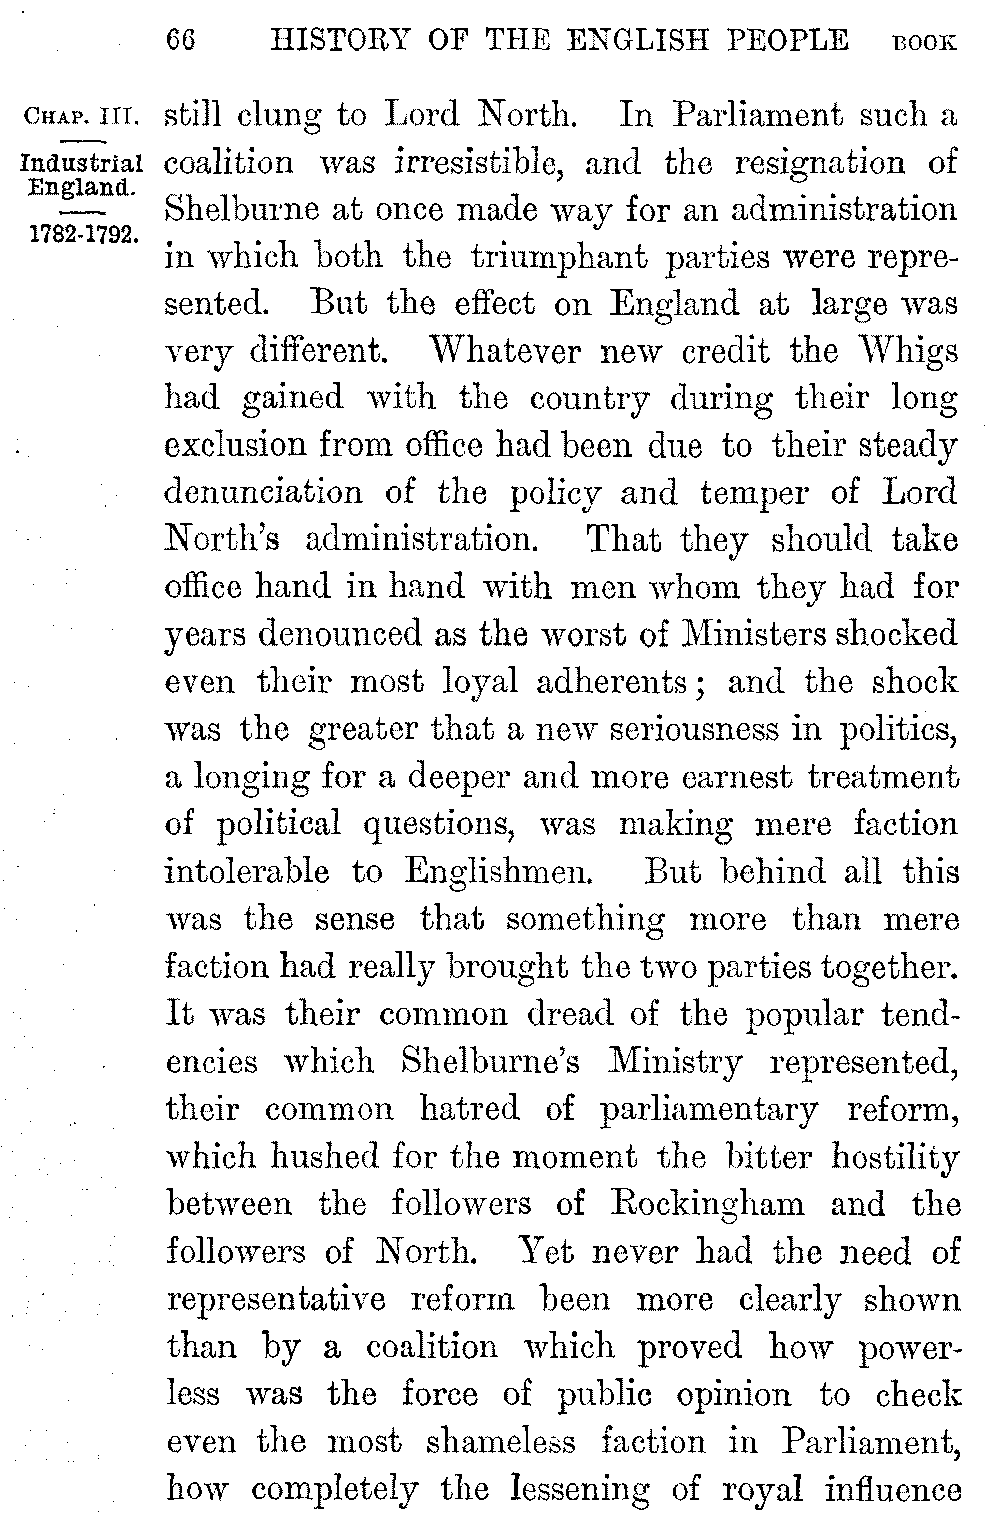 66 HISTORY OF THE ENGLISH PEOPLE BOOK
CHAP. III.
Industrial
England.
1782-1792.
still clung to Lord North. In Parliament such a
coalition was irresistible, and the resignation of
Shelburne at once made way for an administration
in which both the triumphant parties were repre-
sented. But the effect on England at large was
very different. Whatever new credit the Whigs
had gained with the country during their long
exclusion from office had been due to their steady
denunciation of the policy and temper of Lord
North's administration. That they should take
office hand in hand with men whom they had for
years denounced as the worst of Ministers shocked
even their most loyal adherents; and the shock
was the greater that a new seriousness in politics,
a longing for a deeper and more earnest treatment
of political questions, was making mere faction
intolerable to Englishmen. But behind all this
was the sense that something more than mere
faction had really brought the two parties together.
It was their common dread of the popular tend-
encies which Shelburne's Ministry represented,
their common hatred of parliamentary reform,
which hushed for the moment the bitter hostility
between the followers of Rockingham and the
followers of North. Yet never had the need of
representative reform been more clearly shown
than by a coalition which proved how power-
less was the force of public opinion to check
even the most shameless faction in Parliament,
how completely the lessening of royal influence